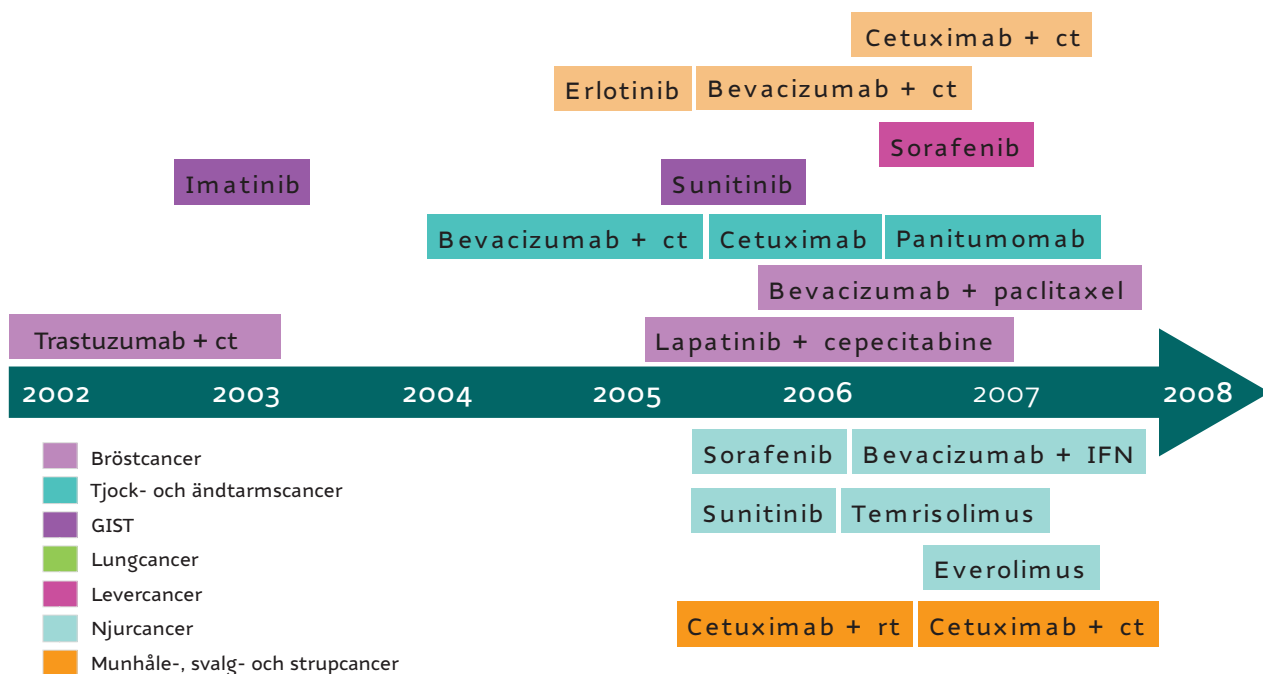 Cetuximab + ct
Erlotinib
Bevacizumab + ct
Sorafenib
Imatinib
Sunitinib
Bevacizumab + ct
Cetuximab
Panitumomab
Bevacizumab + paclitaxel
Trastuzumab + ct
Lapatinib + cepecitabine
2002 2003 2004 2005 2006 2007 2008
Bröstcancer
Tjock- och ändtarmscancer
GIST
Lungcancer
Levercancer
Njurcancer
Munhåle-, svalg- och strupcancer
Sorafenib
Bevacizumab + IFN
Sunitinib
Temrisolimus
Everolimus
Cetuximab + rt
Cetuximab + ct